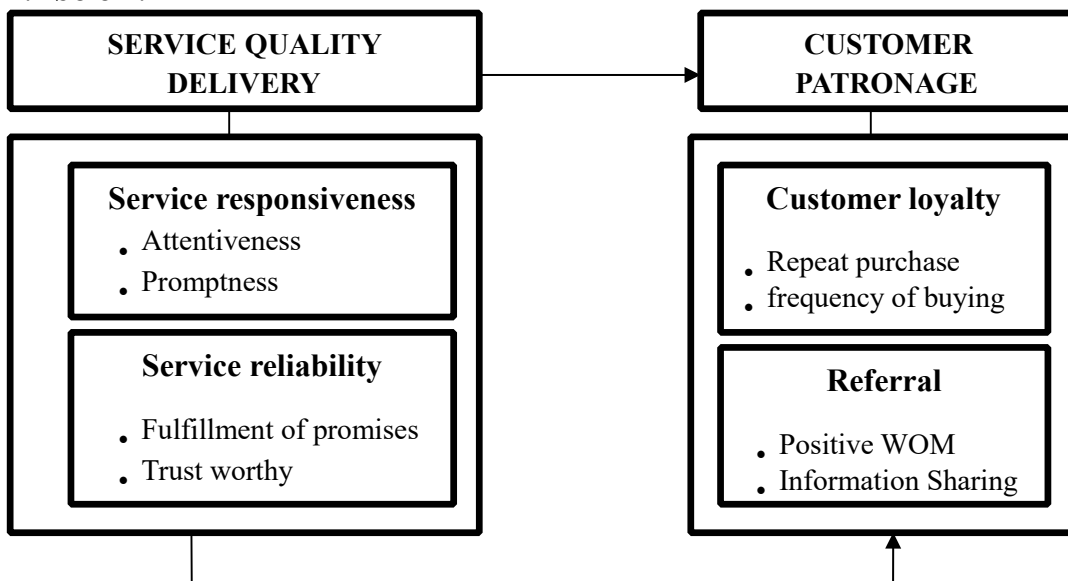 SERVICE QUALITY
DELIVERY
CUSTOMER
PATRONAGE
Service responsiveness
• Attentiveness
• Promptness
Service reliability
• Fulfillment of promises
• Trust worthy
Customer loyalty
• Repeat purchase
• frequency of buying
Referral
• Positive WOM
• Information Sharing